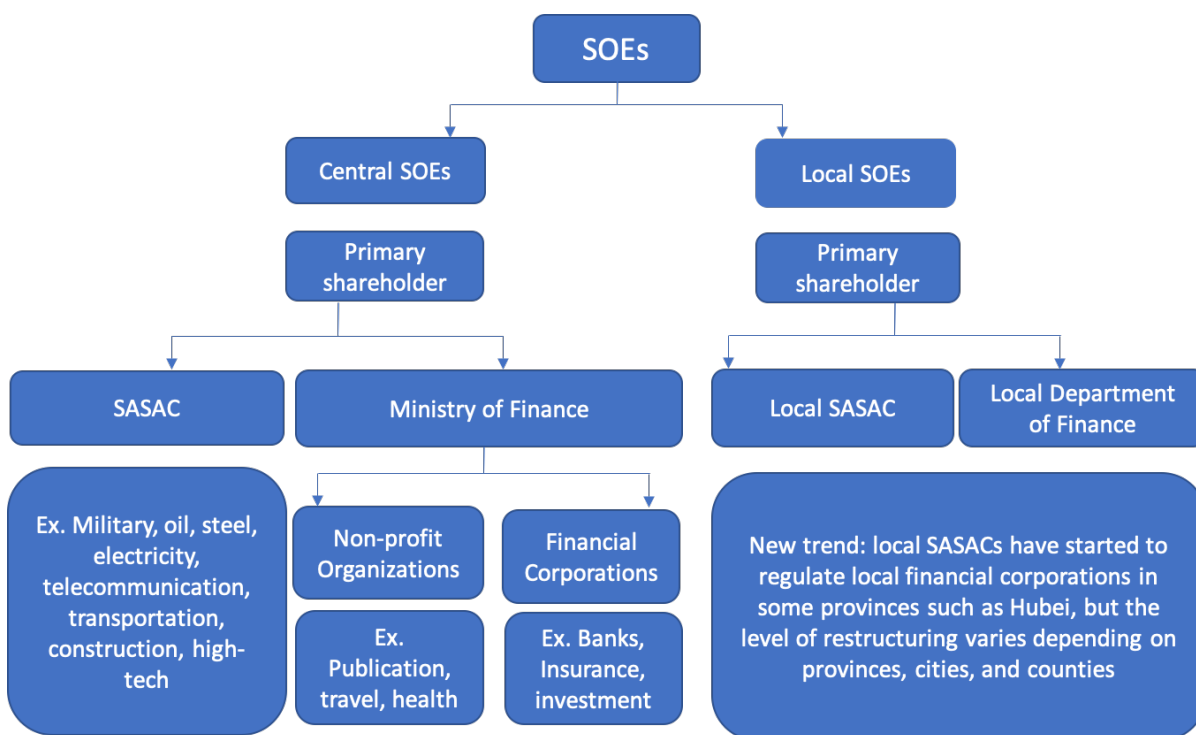 SOEs
Central SOEs
Local SOEs
Primary
shareholder
Primary
shareholder
SASAC
Ministry of Finance
Local SASAC
Local Department
of Finance
Ex. Military, oil, steel,
electricity,
telecommunication,
transportation,
construction, high-
tech
Non-profit
Organizations
Financial
Corporations
Ex.
Publication,
travel, health
Ex. Banks,
Insurance,
investment
New trend: local SASACs have started to
regulate local financial corporations in
some provinces such as Hubei, but the
level of restructuring varies depending on
provinces, cities, and counties